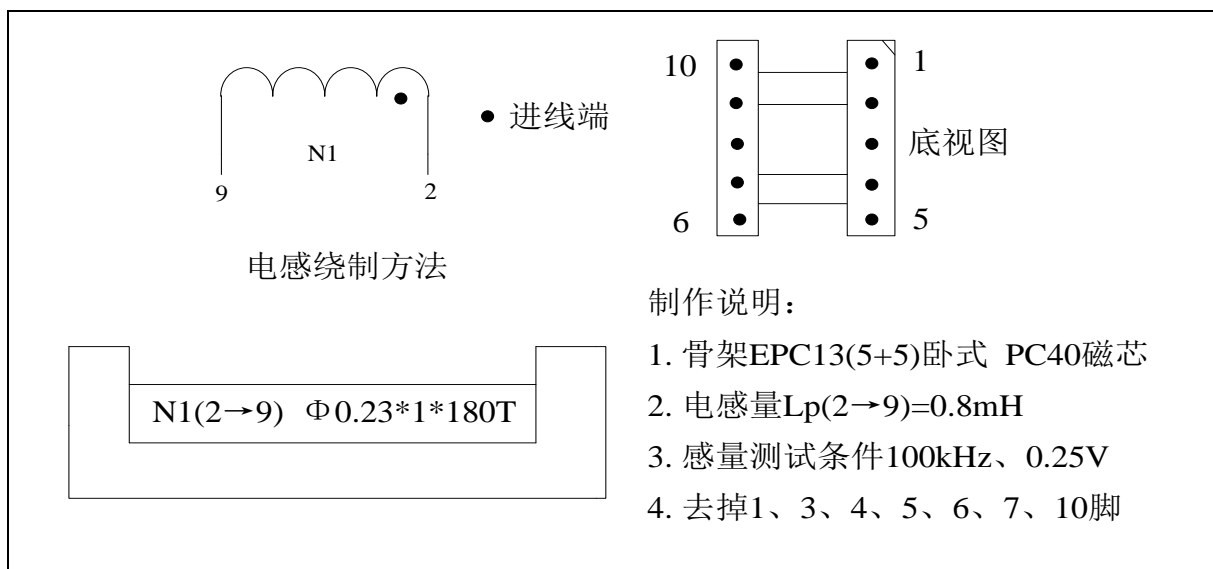 N1
9
2
● 进线端
电感绕制方法
10
1
底视图
6
5
N1(2→9) Φ0.23*1*180T
制作说明：
1. 骨架EPC13(5+5)卧式 PC40磁芯
2. 电感量Lp(2→9)=0.8mH
3. 感量测试条件100kHz、0.25V
4. 去掉1、3、4、5、6、7、10脚